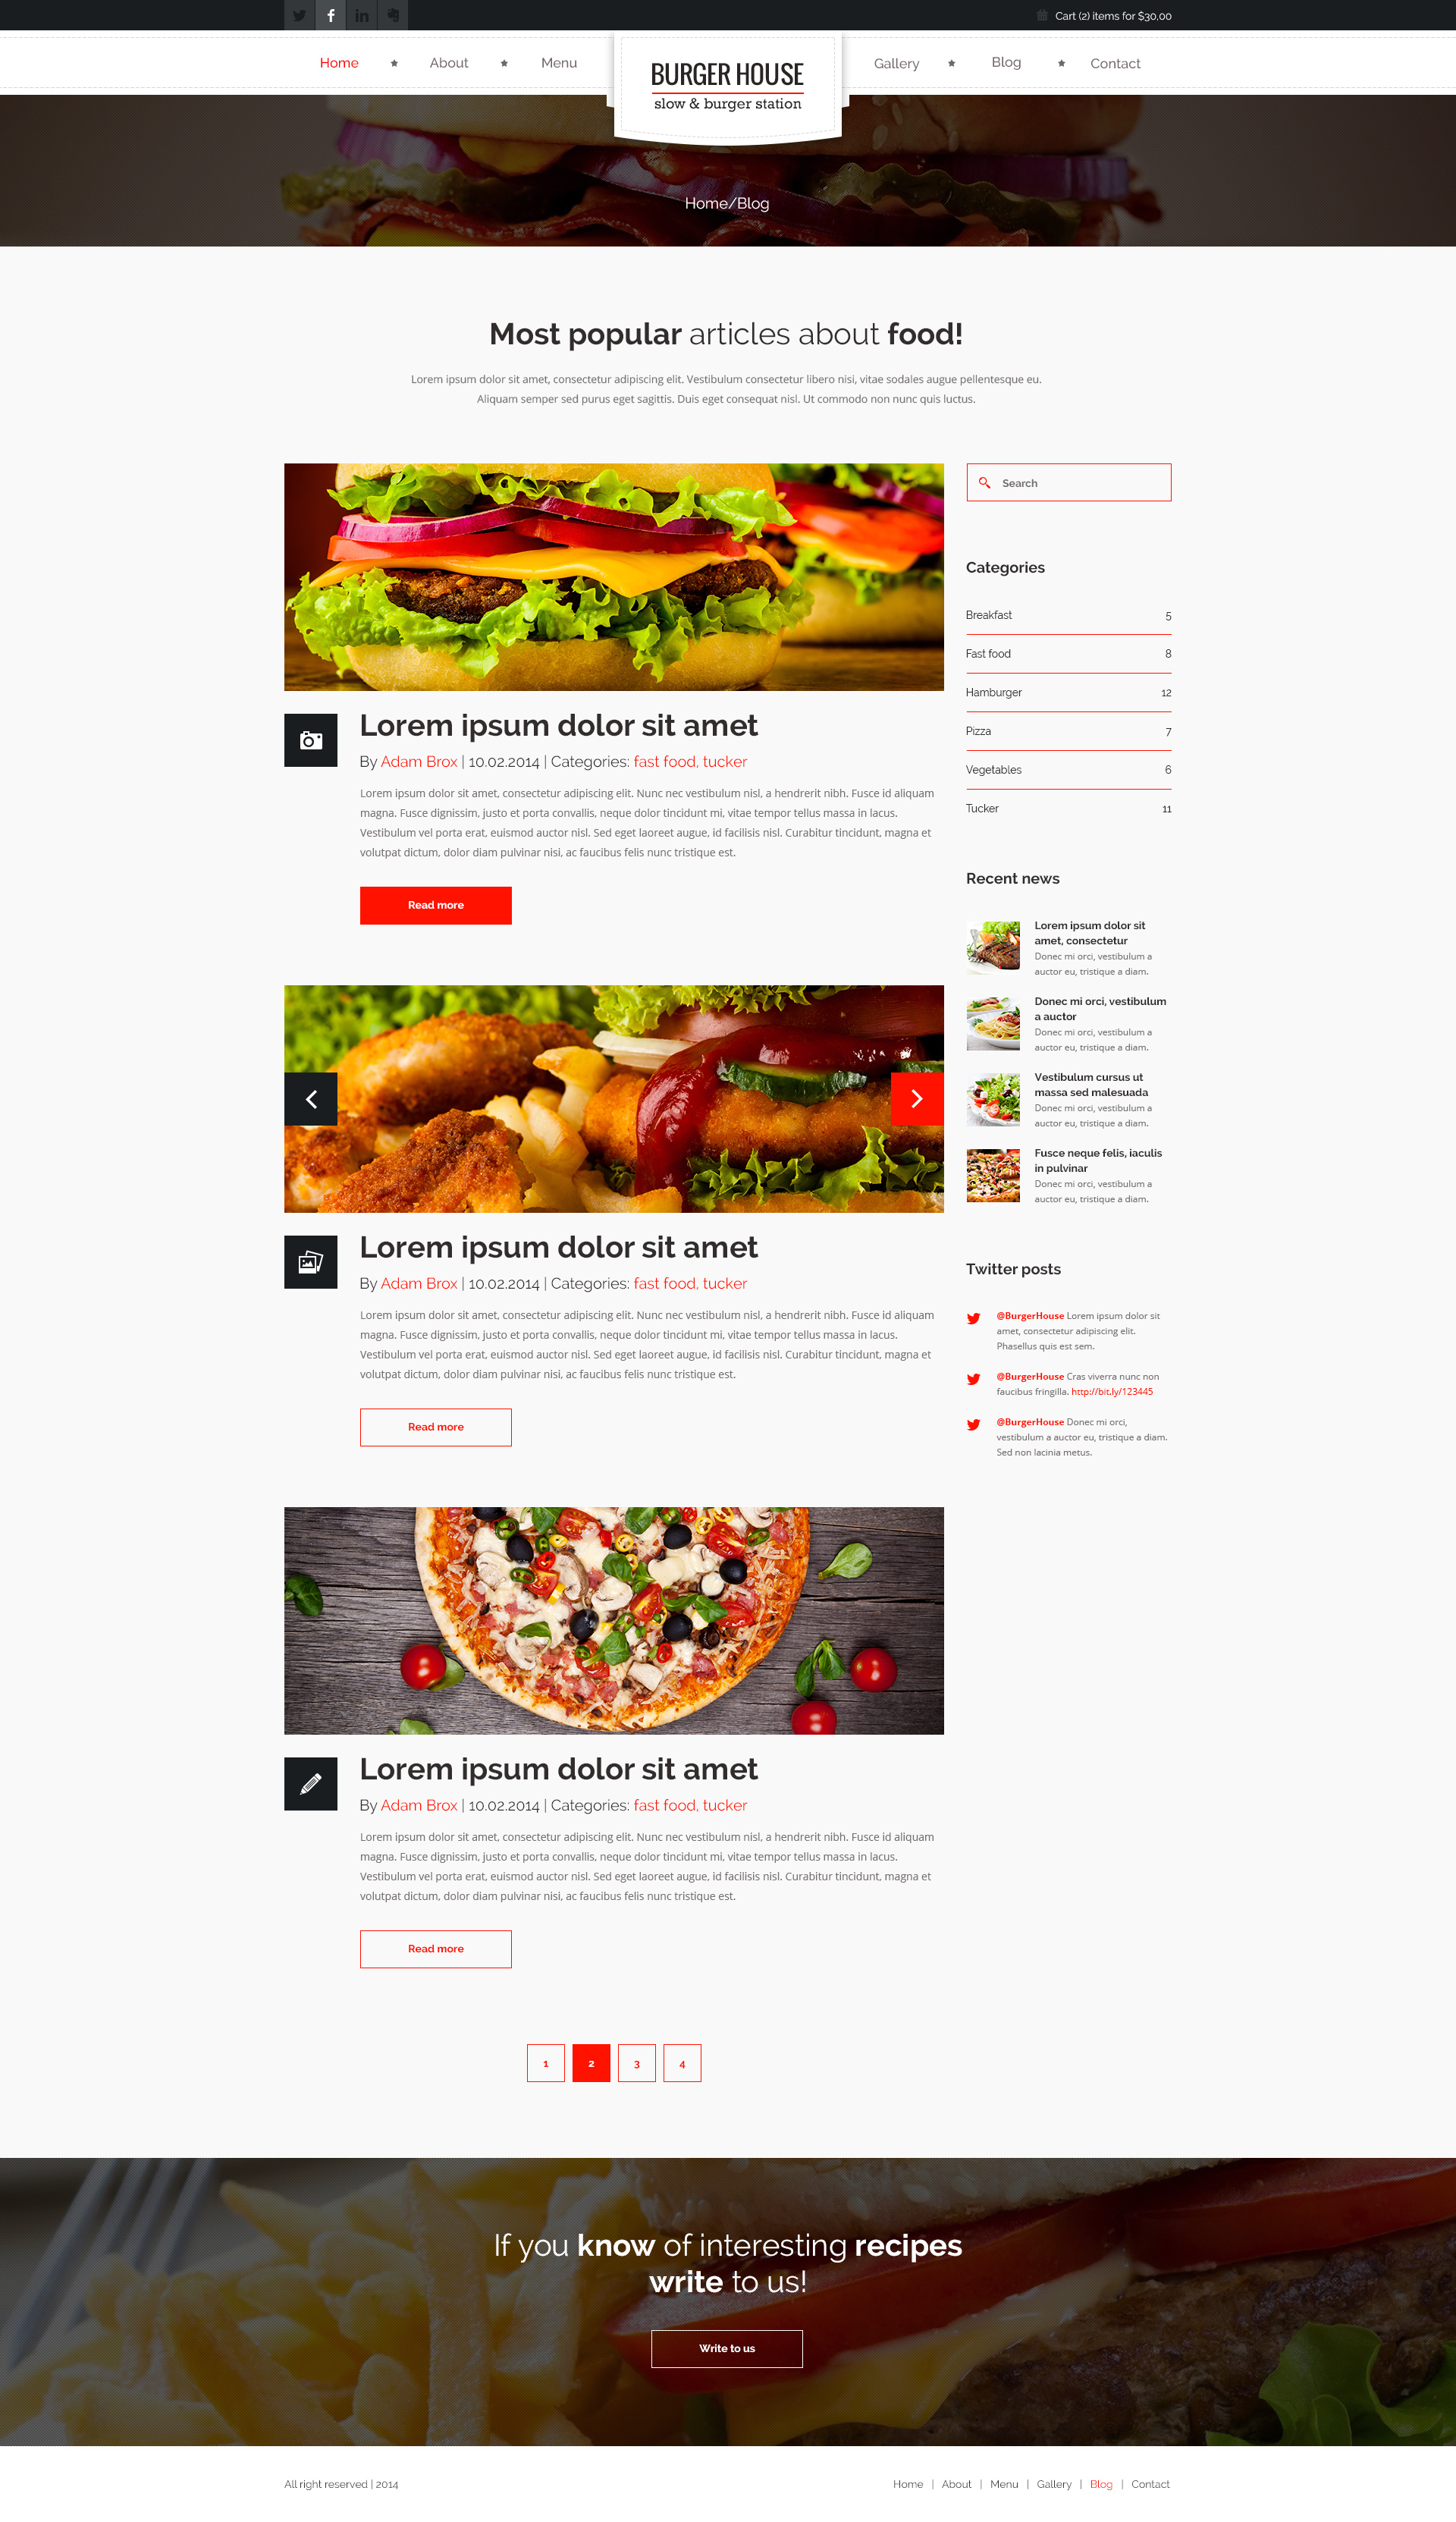 Cart (2) items for $30,00
Home
About
Menu
BURGER HOUSE
slow & burger station
Gallery
Blog
Contact
Home/Blog
Most popular articles about food!
Lorem ipsum dolor sit amet, consectetur adipiscing elit. Vestibulum consectetur libero nisi, vitae sodales augue pellentesque eu.
Aliquam semper sed purus eget sagittis. Duis eget consequat nisl. Ut commodo non nunc quis luctus.
Lorem ipsum dolor sit amet
By Adam Brox | 10.02.2014 | Categories: fast food, tucker
Lorem ipsum dolor sit amet, consectetur adipiscing elit. Nunc nec vestibulum nisl, a hendrerit nibh. Fusce id aliquam
magna. Fusce dignissim, justo et porta convallis, neque dolor tincidunt mi, vitae tempor tellus massa in lacus.
Vestibulum vel porta erat, euismod auctor nisl. Sed eget laoreet augue, id facilisis nisl. Curabitur tincidunt, magna et
volutpat dictum, dolor diam pulvinar nisi, ac faucibus felis nunc tristique est.
Read more
Lorem ipsum dolor sit amet
By Adam Brox | 10.02.2014 | Categories: fast food, tucker
Lorem ipsum dolor sit amet, consectetur adipiscing elit. Nunc nec vestibulum nisl, a hendrerit nibh. Fusce id aliquam
magna. Fusce dignissim, justo et porta convallis, neque dolor tincidunt mi, vitae tempor tellus massa in lacus.
Vestibulum vel porta erat, euismod auctor nisl. Sed eget laoreet augue, id facilisis nisl. Curabitur tincidunt, magna et
volutpat dictum, dolor diam pulvinar nisi, ac faucibus felis nunc tristique est.
Read more
Lorem ipsum dolor sit amet
By Adam Brox | 10.02.2014 | Categories: fast food, tucker
Lorem ipsum dolor sit amet, consectetur adipiscing elit. Nunc nec vestibulum nisl, a hendrerit nibh. Fusce id aliquam
magna. Fusce dignissim, justo et porta convallis, neque dolor tincidunt mi, vitae tempor tellus massa in lacus.
Vestibulum vel porta erat, euismod auctor nisl. Sed eget laoreet augue, id facilisis nisl. Curabitur tincidunt, magna et
volutpat dictum, dolor diam pulvinar nisi, ac faucibus felis nunc tristique est.
Read more
1 2 3 4
Search
Categories
Breakfast 5
Fast food 8
Hamburger 12
Pizza 7
Vegetables 6
Tucker 11
Recent news
Lorem ipsum dolor sit
amet, consectetur
Donec mi orci, vestibulum a
auctor eu, tristique a diam.
Donec mi orci, vestibulum
a auctor
Donec mi orci, vestibulum a
auctor eu, tristique a diam.
Vestibulum cursus ut
massa sed malesuada
Donec mi orci, vestibulum a
auctor eu, tristique a diam.
Fusce neque felis, iaculis
in pulvinar
Donec mi orci, vestibulum a
auctor eu, tristique a diam.
Twitter posts
@BurgerHouse Lorem ipsum dolor sit
amet, consectetur adipiscing elit.
Phasellus quis est sem.
@BurgerHouse Cras viverra nunc non
faucibus fringilla. http://bit.ly/123445
@BurgerHouse Donec mi orci,
vestibulum a auctor eu, tristique a diam.
Sed non lacinia metus.
If you know of interesting recipes
write to us!
Write to us
All right reserved | 2014
Home | About | Menu | Gallery | Blog | Contact